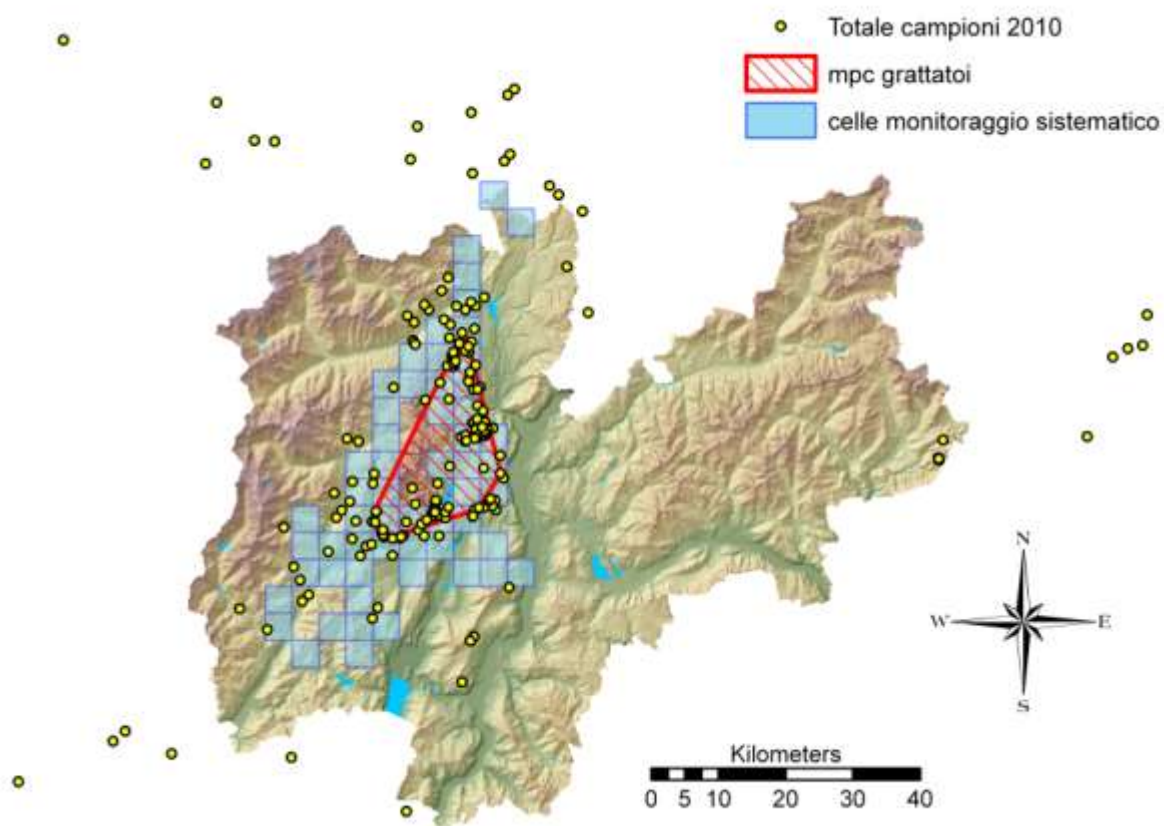 Totale campioni 2010
mpc grattatoi
celle monitoraggio sistematico
N
W E
S
Kilometers
0 5 10 20 30 40